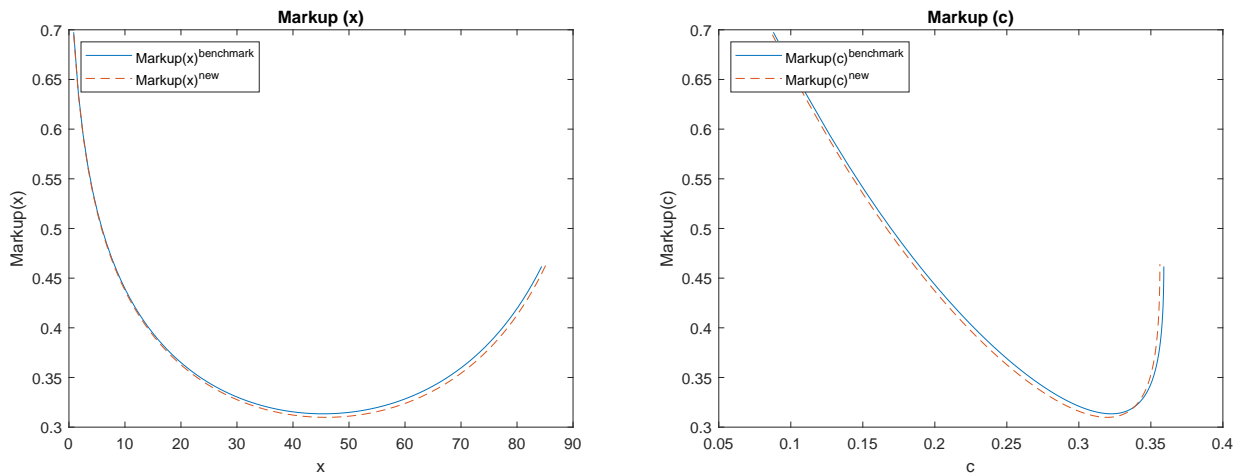 Markup (x)
0.7
0.65
0.6
0.55
0.5
0.45
0.4
0.35
0.3
Markup(x)
Markup(x)^benchmark
Markup(x)^new
0 10 20 30 40 50 60 70 80 90
x
Markup (c)
0.7
0.65
0.6
0.55
0.5
0.45
0.4
0.35
0.3
Markup(c)
Markup(c)^benchmark
Markup(c)^new
0.05 0.1 0.15 0.2 0.25 0.3 0.35 0.4
c